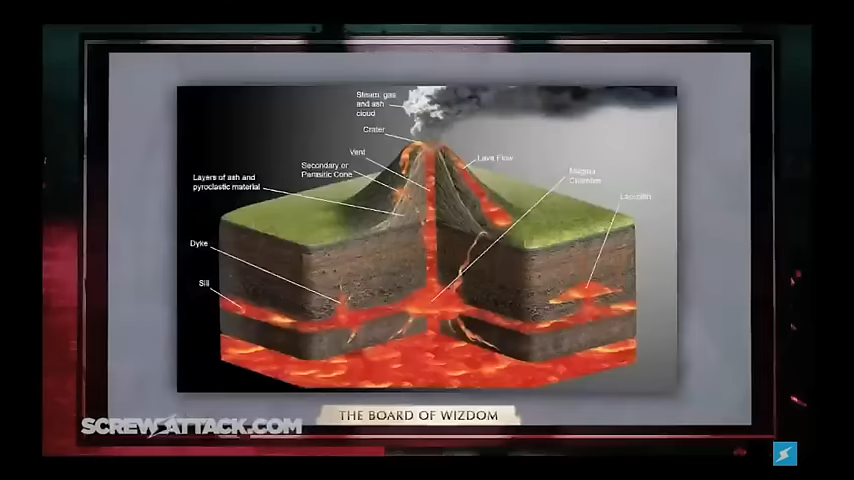 Steam, gas
and ash
cloud
Crater
Vent
Lava Flow
Secondary or
Parasitic Cone
Magma
Chamber
Layers of ash and
pyroclastic material
Laccolith
Dyke
Sill
THE BOARD OF WIZDOM
SCREWATTACK.COM